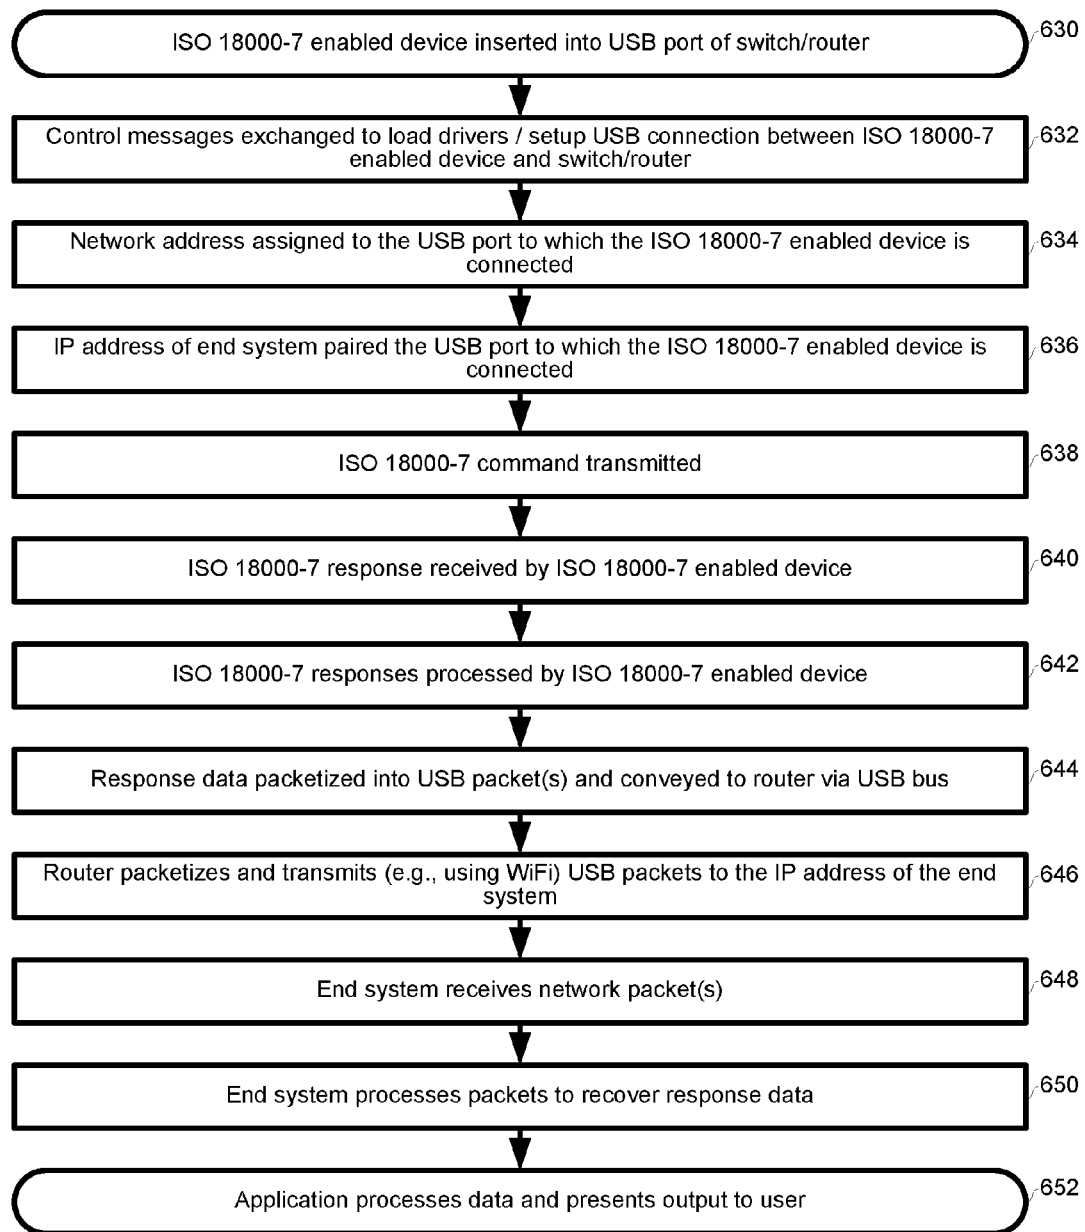 ISO 18000-7 enabled device inserted into USB port of switch/router
630
Control messages exchanged to load drivers / setup USB connection between ISO 18000-7
enabled device and switch/router
632
Network address assigned to the USB port to which the ISO 18000-7 enabled device is
connected
634
IP address of end system paired the USB port to which the ISO 18000-7 enabled device is
connected
636
ISO 18000-7 command transmitted
638
ISO 18000-7 response received by ISO 18000-7 enabled device
640
ISO 18000-7 responses processed by ISO 18000-7 enabled device
642
Response data packetized into USB packet(s) and conveyed to router via USB bus
644
Router packetizes and transmits (e.g., using WiFi) USB packets to the IP address of the end
system
646
End system receives network packet(s)
648
End system processes packets to recover response data
650
Application processes data and presents output to user
652